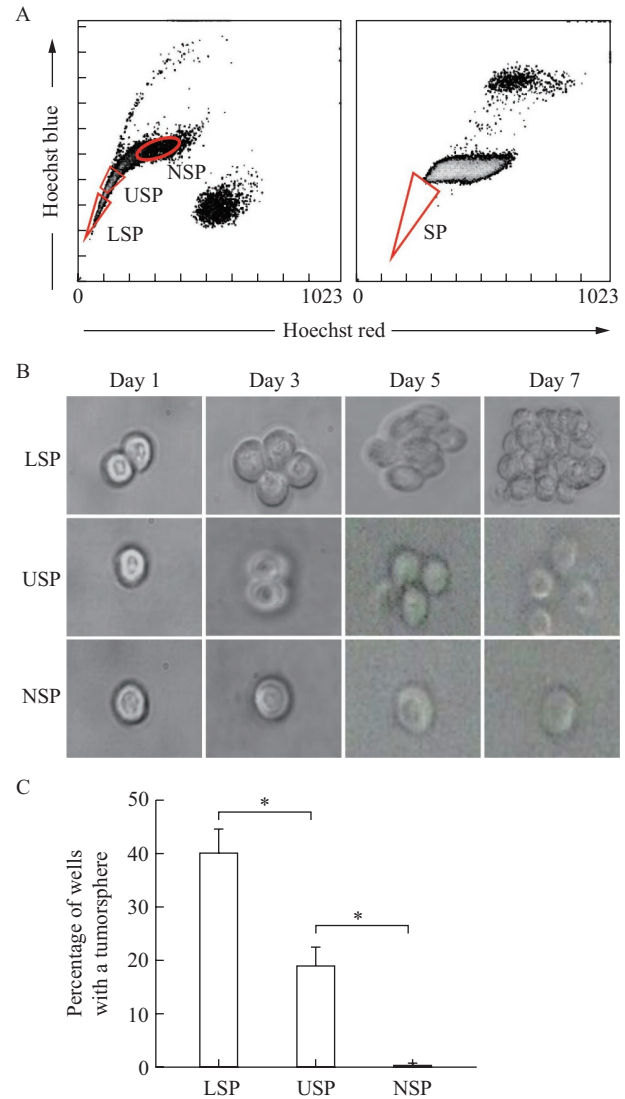 A
Hoechst blue
NSP
USP
LSP
SP
0
1023
0
1023
Hoechst red
B
Day 1
Day 3
Day 5
Day 7
LSP
USP
NSP
C
Percentage of wells
with a tumorsphere
50
40
30
20
10
0
*
*
LSP
USP
NSP